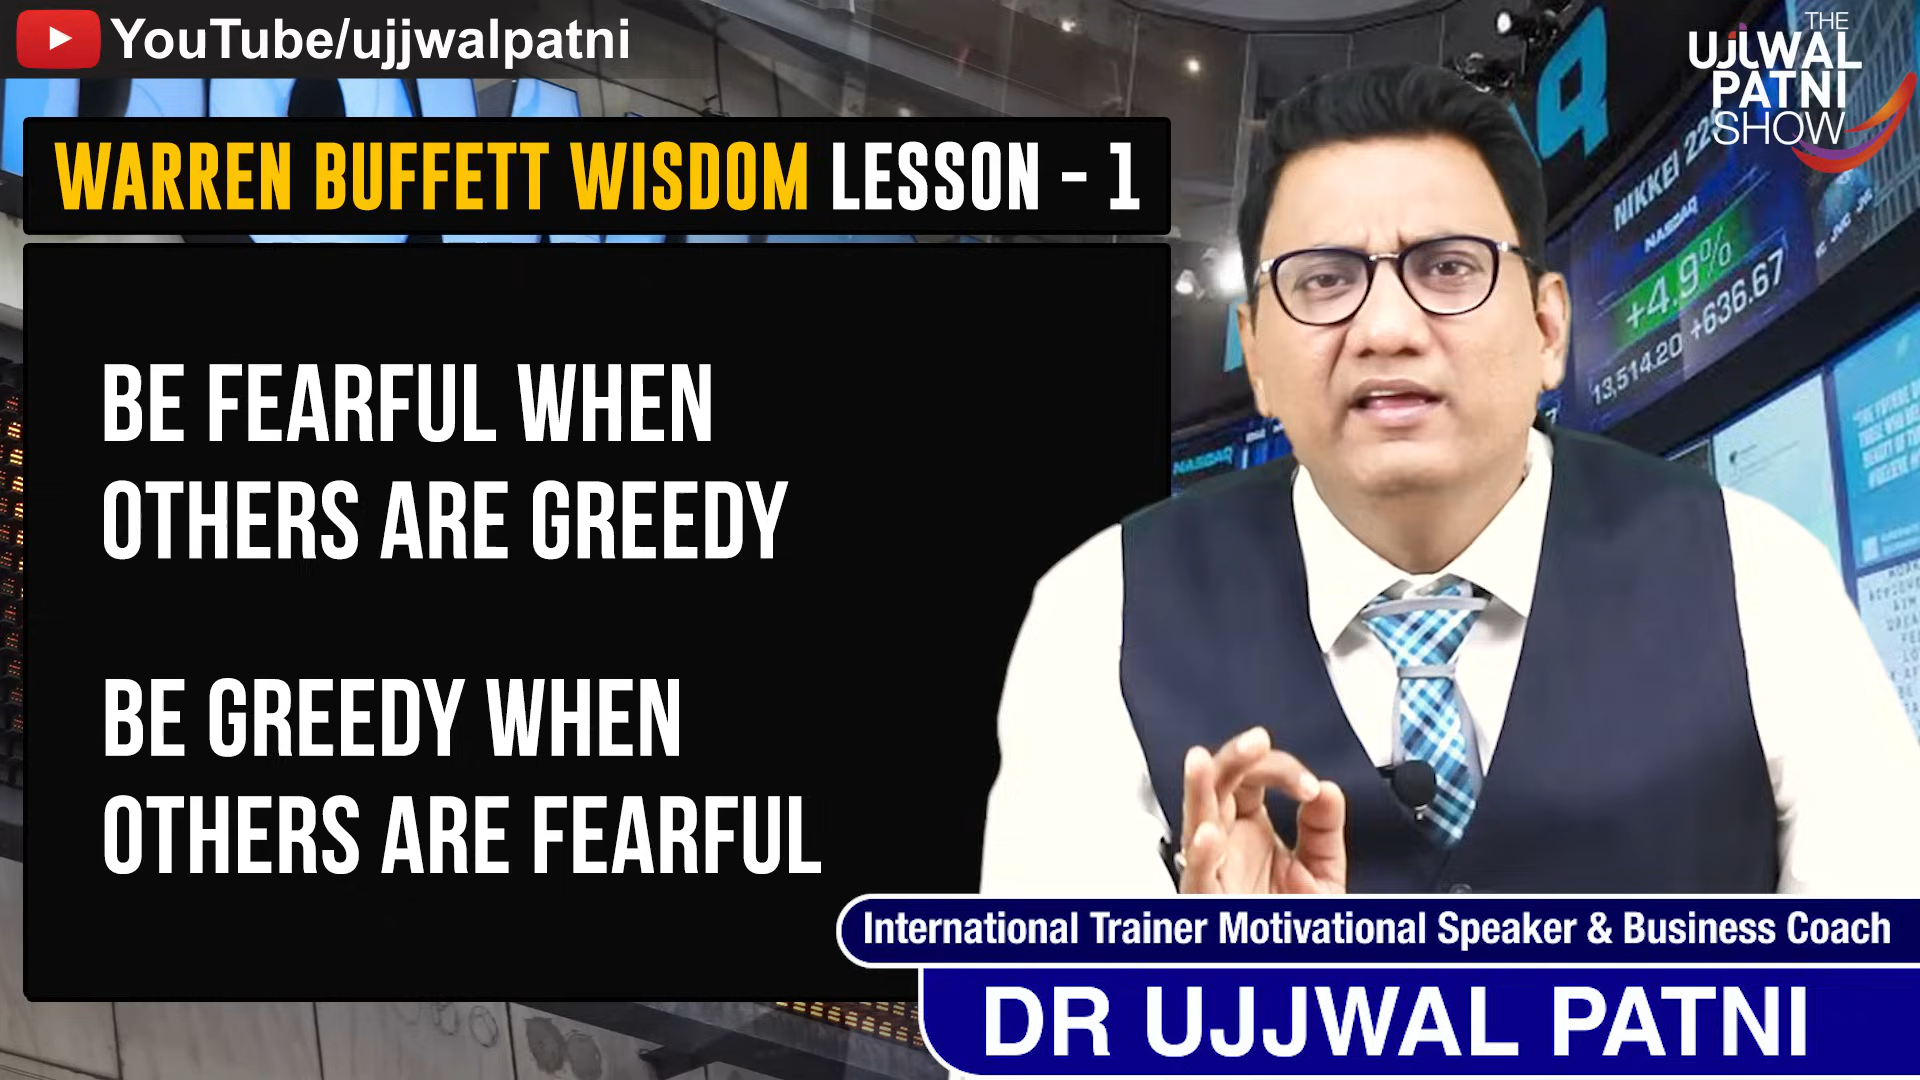 YouTube/ujjwalpatni
THE
UJJWAL
PATNI
SHOW
WARREN BUFFETT WISDOM LESSON - 1
BE FEARFUL WHEN
OTHERS ARE GREEDY
BE GREEDY WHEN
OTHERS ARE FEARFUL
NIKKEI 225
NASDAQ
+4.9%
13,514.20 +636.67
NASDAQ
International Trainer Motivational Speaker & Business Coach
DR UJJWAL PATNI